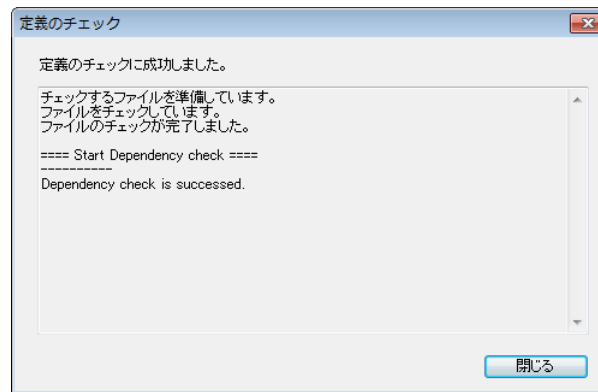 定義のチェック
定義のチェックに成功しました。
チェックするファイルを準備しています。
ファイルをチェックしています。
ファイルのチェックが完了しました。
==== Start Dependency check ====
----------
Dependency check is successed.
閉じる